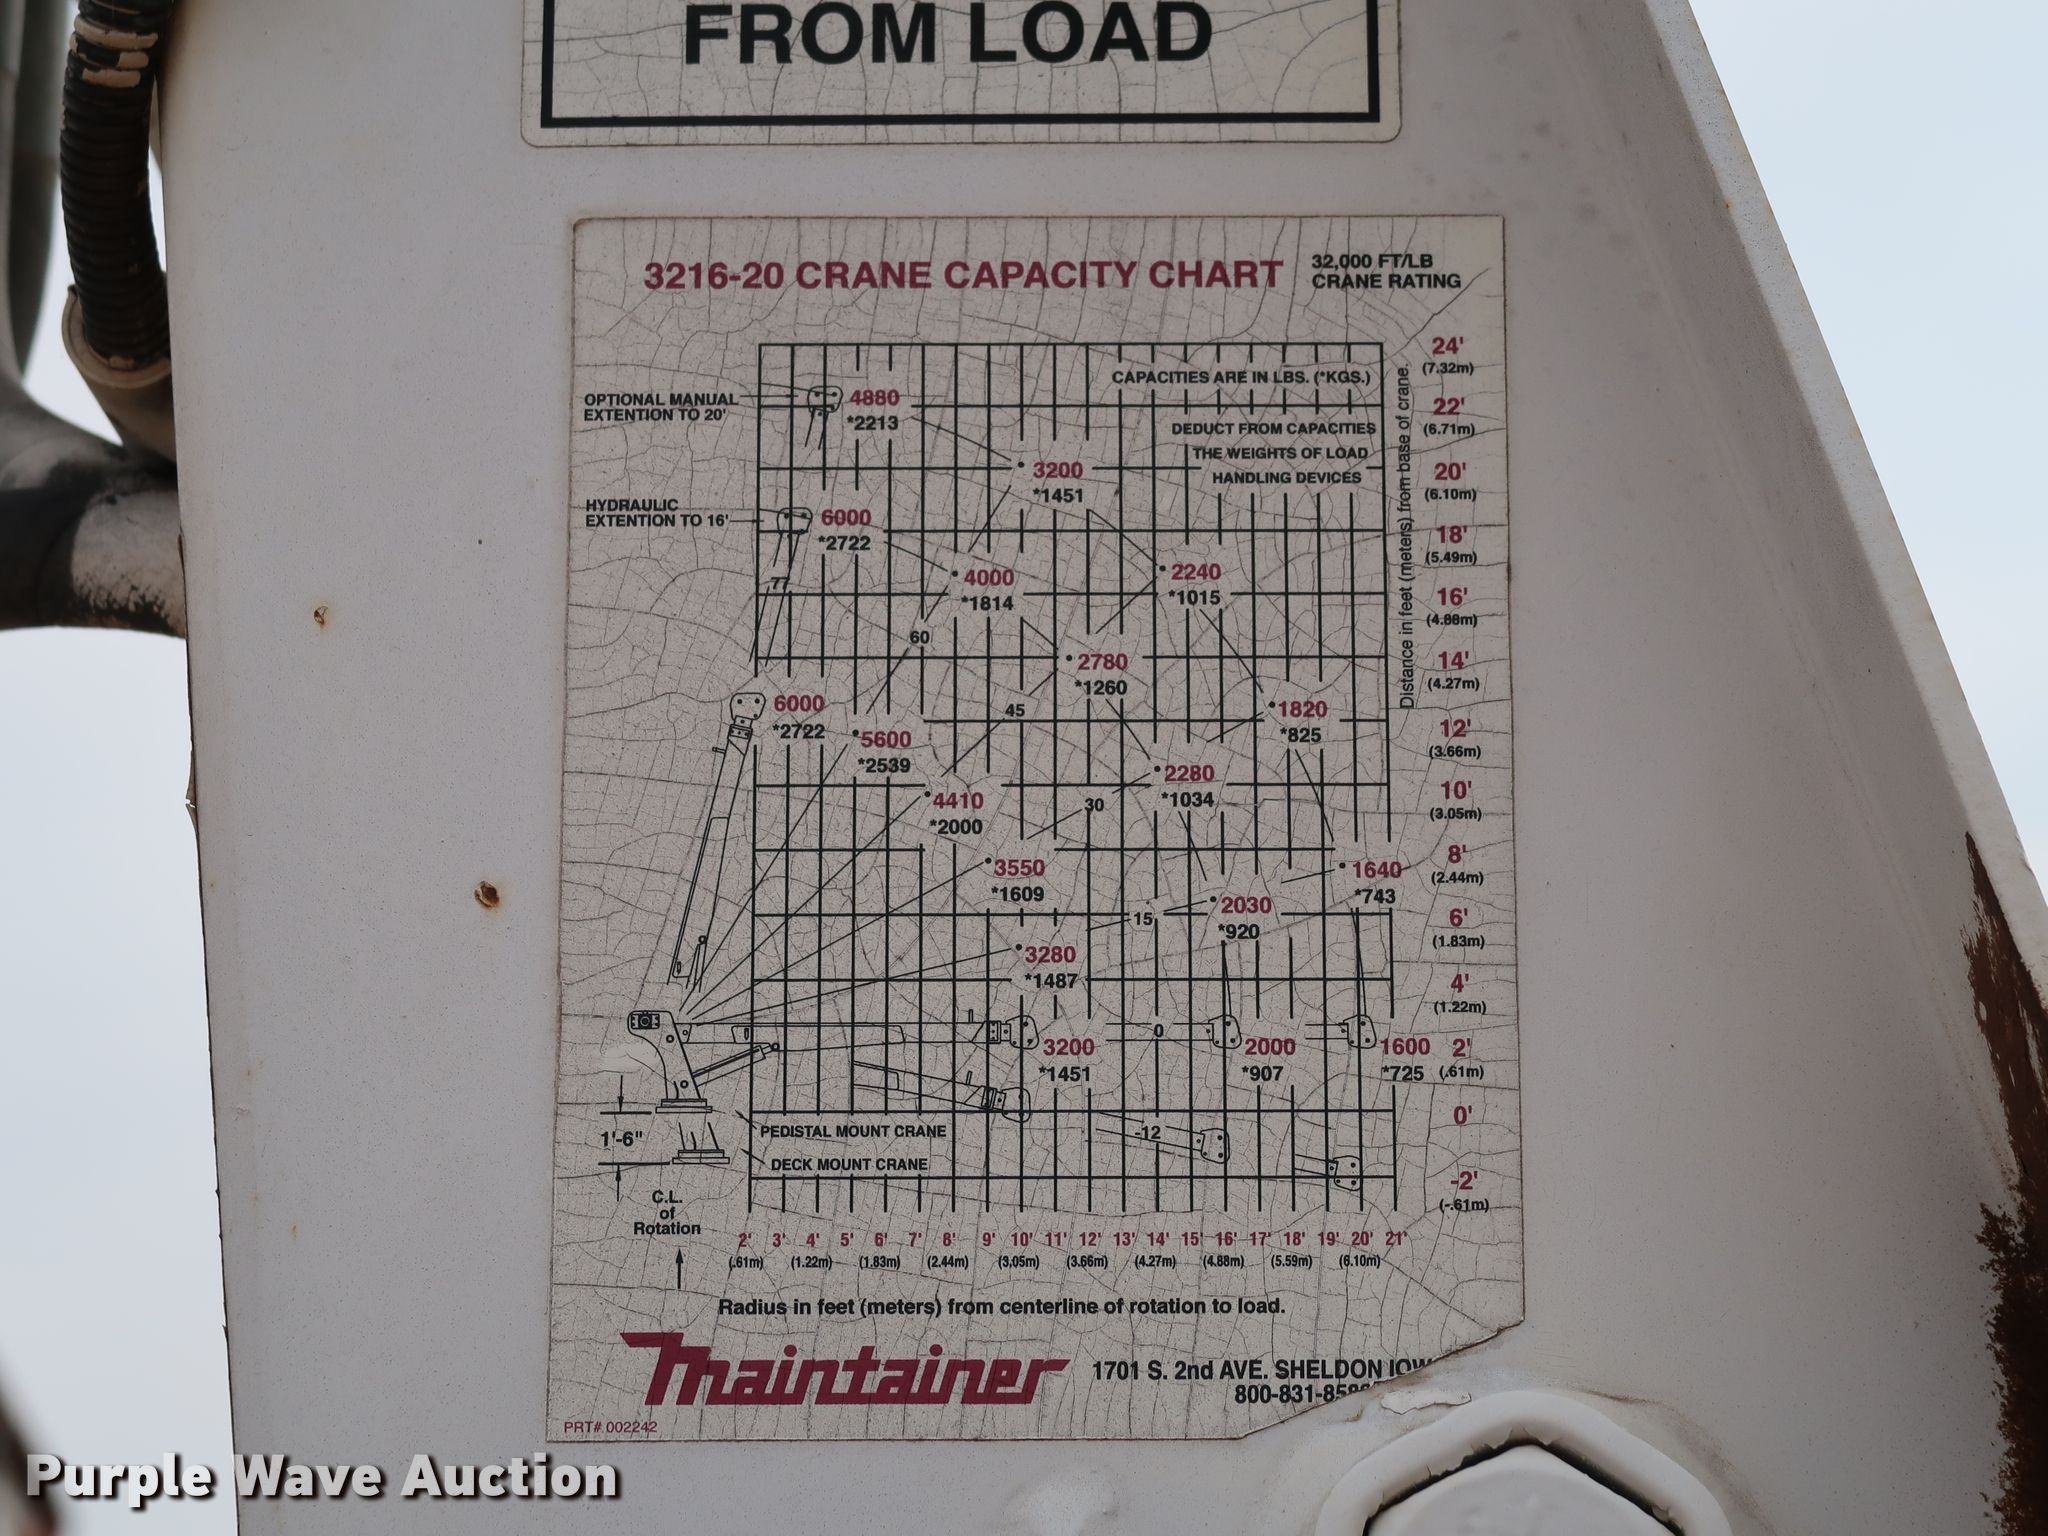 FROM LOAD
3216-20 CRANE CAPACITY CHART
32,000 FT/LB
CRANE RATING
24'
(7.32m)
CAPACITIES ARE IN LBS. (*KGS.)
OPTIONAL MANUAL
EXTENTION TO 20'
4880
*2213
22'
(6.71m)
DEDUCT FROM CAPACITIES
THE WEIGHTS OF LOAD
HANDLING DEVICES
3200
*1451
20'
(6.10m)
Distance in feet (meters) from base of crane.
HYDRAULIC
EXTENTION TO 16'
6000
*2722
18'
(5.49m)
77
4000
*1814
2240
*1015
16'
(4.88m)
60
2780
*1260
14'
(4.27m)
6000
*2722
45
1820
*825
5600
*2539
12'
(3.66m)
2280
*1034
4410
*2000
30
10'
(3.05m)
3550
*1609
1640
*743
8'
(2.44m)
15
2030
*920
6'
(1.83m)
3280
*1487
4'
(1.22m)
0
3200
*1451
2000
*907
1600
*725
2'
(.61m)
0'
1'-6"
PEDISTAL MOUNT CRANE
-12
DECK MOUNT CRANE
-2'
(-.61m)
C.L.
of
Rotation
2' 3' 4' 5' 6' 7' 8' 9' 10' 11' 12' 13' 14' 15' 16' 17' 18' 19' 20' 21'
(.61m) (1.22m) (1.83m) (2.44m) (3.05m) (3.66m) (4.27m) (4.88m) (5.59m) (6.10m)
Radius in feet (meters) from centerline of rotation to load.
Maintainer
1701 S. 2nd AVE. SHELDON IOW
800-831-858
PRT# 002242
Purple Wave Auction